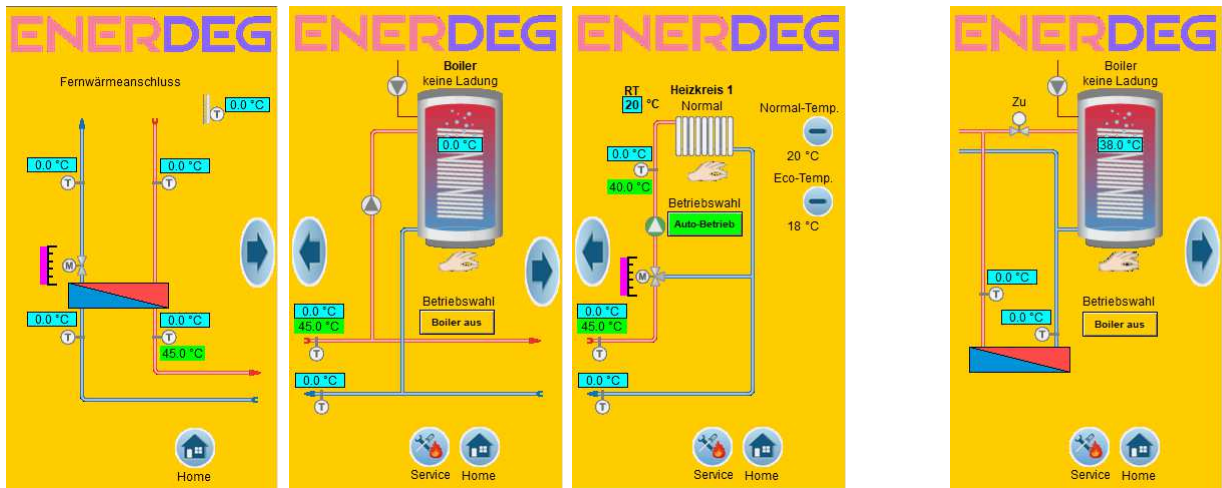 ENERDEG
Fernwärmeanschluss
0.0 °C
T
0.0 °C
0.0 °C
T
T
M
0.0 °C
0.0 °C
T
T
45.0 °C
Home
ENERDEG
Boiler
keine Ladung
0.0 °C
Betriebswahl
Boiler aus
0.0 °C
45.0 °C
T
0.0 °C
T
Service
Home
ENERDEG
RT
20 °C
Heizkreis 1
Normal
Normal-Temp.
20 °C
Eco-Temp.
18 °C
0.0 °C
T
40.0 °C
Betriebswahl
Auto-Betrieb
M
0.0 °C
45.0 °C
T
0.0 °C
T
Service
Home
ENERDEG
Boiler
keine Ladung
Zu
38.0 °C
0.0 °C
T
0.0 °C
T
Betriebswahl
Boiler aus
Service
Home